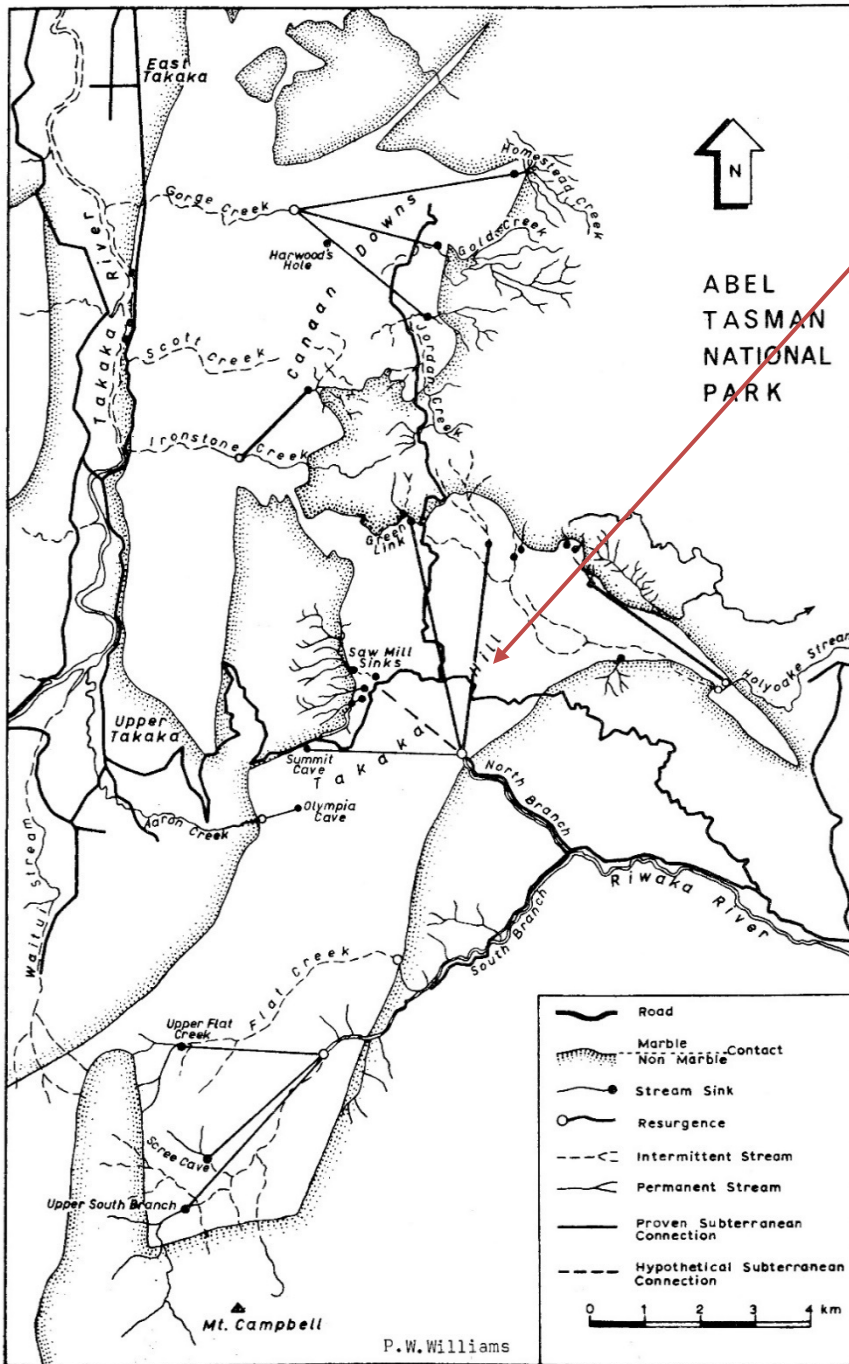 East
Takaka
Homestead Creek
N
Gorge Creek
River
Takaka
Harwood's
Hole
Gold Creek
Canaan Downs
ABEL
TASMAN
NATIONAL
PARK
Scott Creek
Jordan Creek
Ironstone Creek
Green
Link
Saw Mill
Sinks
Takaka Hill
Holyoake Stream
Upper
Takaka
Summit
Cave
Olympia
Cave
Aaron Creek
North Branch
Riwaka River
South Branch
Waitui Stream
Flat Creek
Upper Flat
Creek
Scree Cave
Upper South Branch
Mt. Campbell
P.W.Williams
Road
Marble
Non Marble
Contact
Stream Sink
Resurgence
Intermittent Stream
Permanent Stream
Proven Subterranean
Connection
Hypothetical Subterranean
Connection
0 4 km